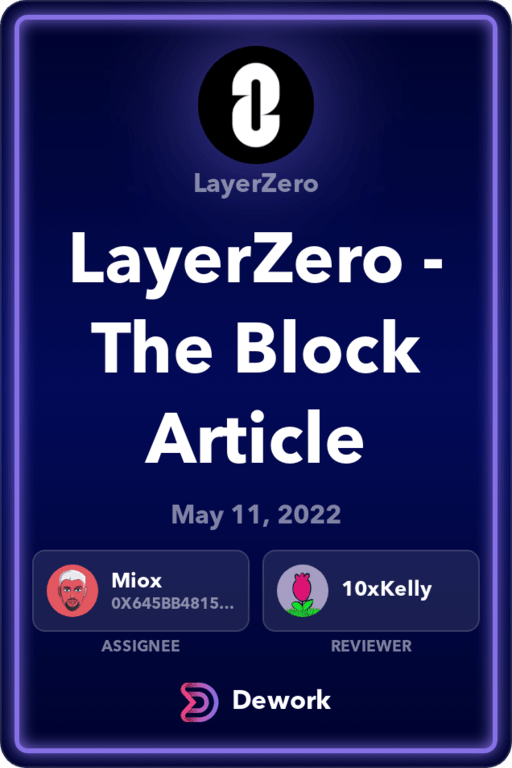 LayerZero
LayerZero -
The Block
Article
May 11, 2022
Miox
0X645BB4815...
10xKelly
ASSIGNEE
REVIEWER
Dework